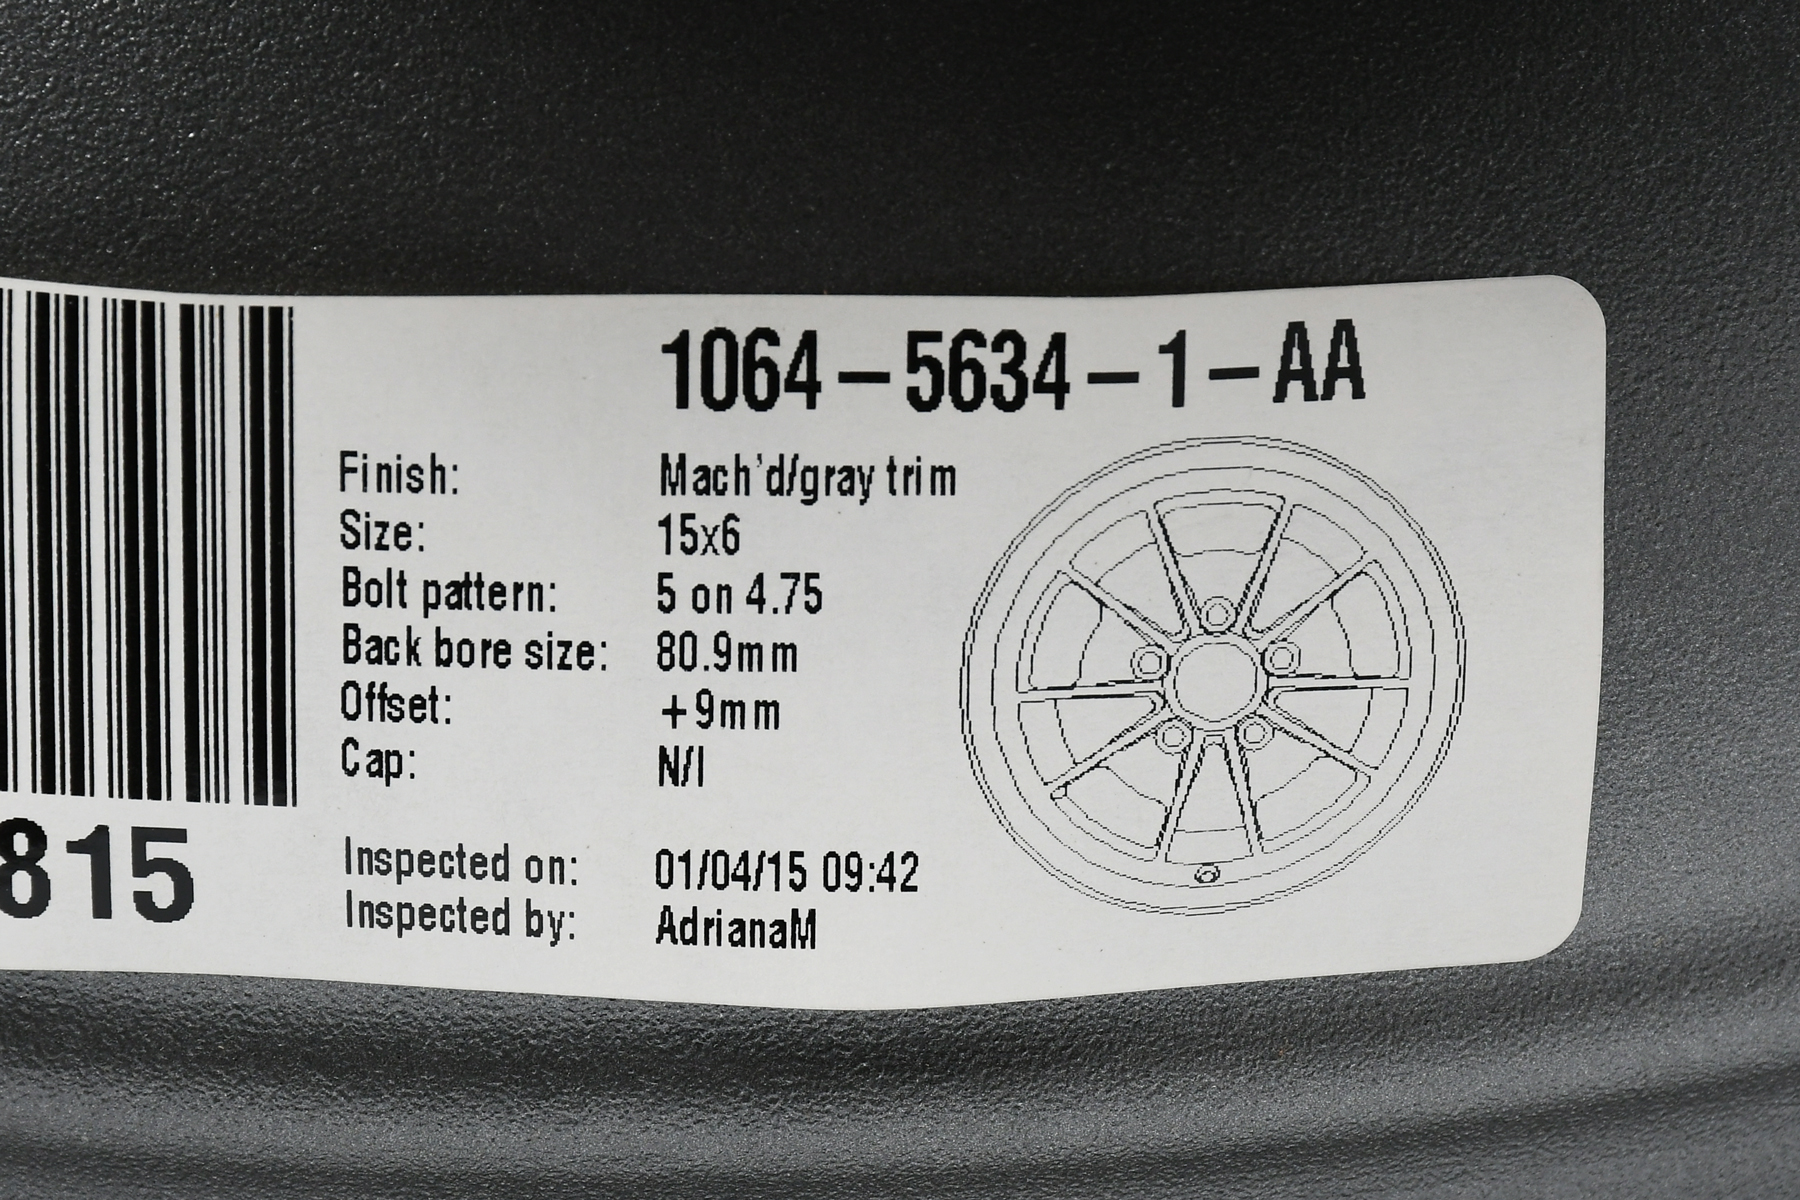 1064-5634-1-AA
Finish: Mach'd/gray trim
Size: 15x6
Bolt pattern: 5 on 4.75
Back bore size: 80.9mm
Offset: +9mm
Cap: N/I
815
Inspected on: 01/04/15 09:42
Inspected by: AdrianaM